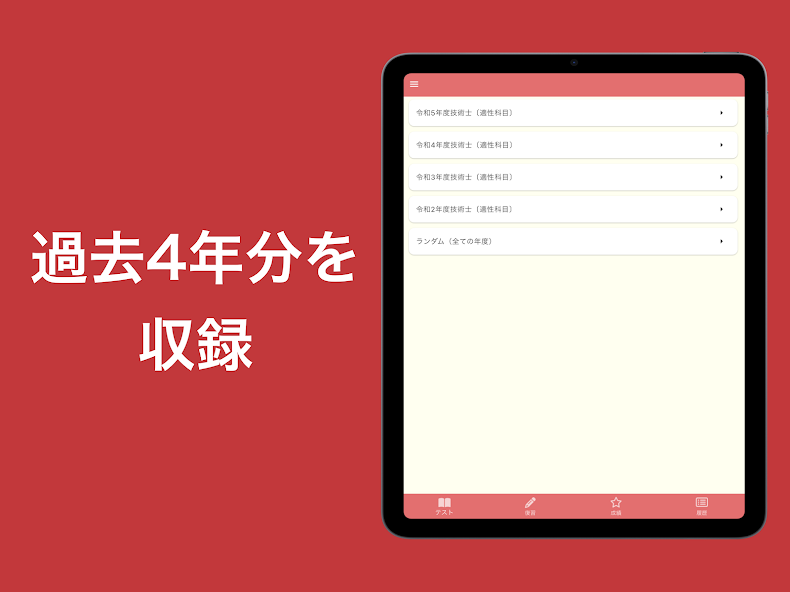 過去4年分を
収録
令和5年度技術士（適性科目）
令和4年度技術士（適性科目）
令和3年度技術士（適性科目）
令和2年度技術士（適性科目）
ランダム（全ての年度）
テスト
復習
成績
履歴